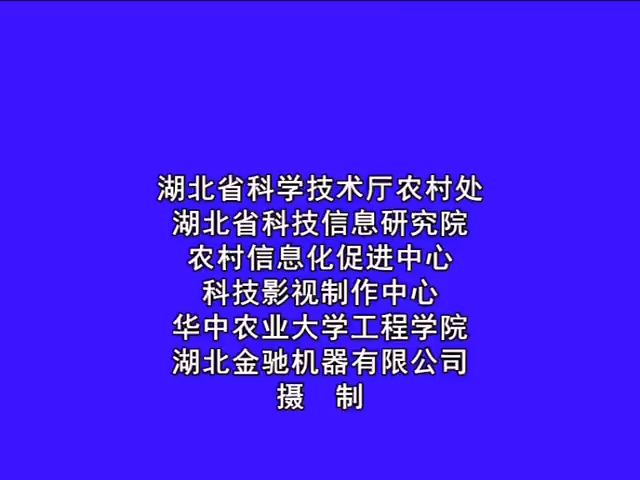 湖北省科学技术厅农村处
湖北省科技信息研究院
农村信息化促进中心
科技影视制作中心
华中农业大学工程学院
湖北金驰机器有限公司
摄　制